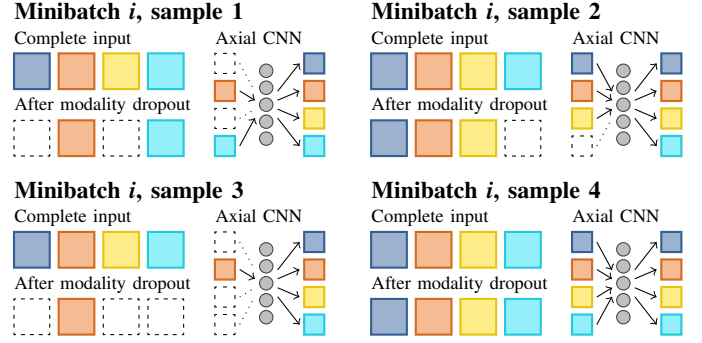 Minibatch i, sample 1
Complete input
Axial CNN
After modality dropout
Minibatch i, sample 2
Complete input
Axial CNN
After modality dropout
Minibatch i, sample 3
Complete input
Axial CNN
After modality dropout
Minibatch i, sample 4
Complete input
Axial CNN
After modality dropout